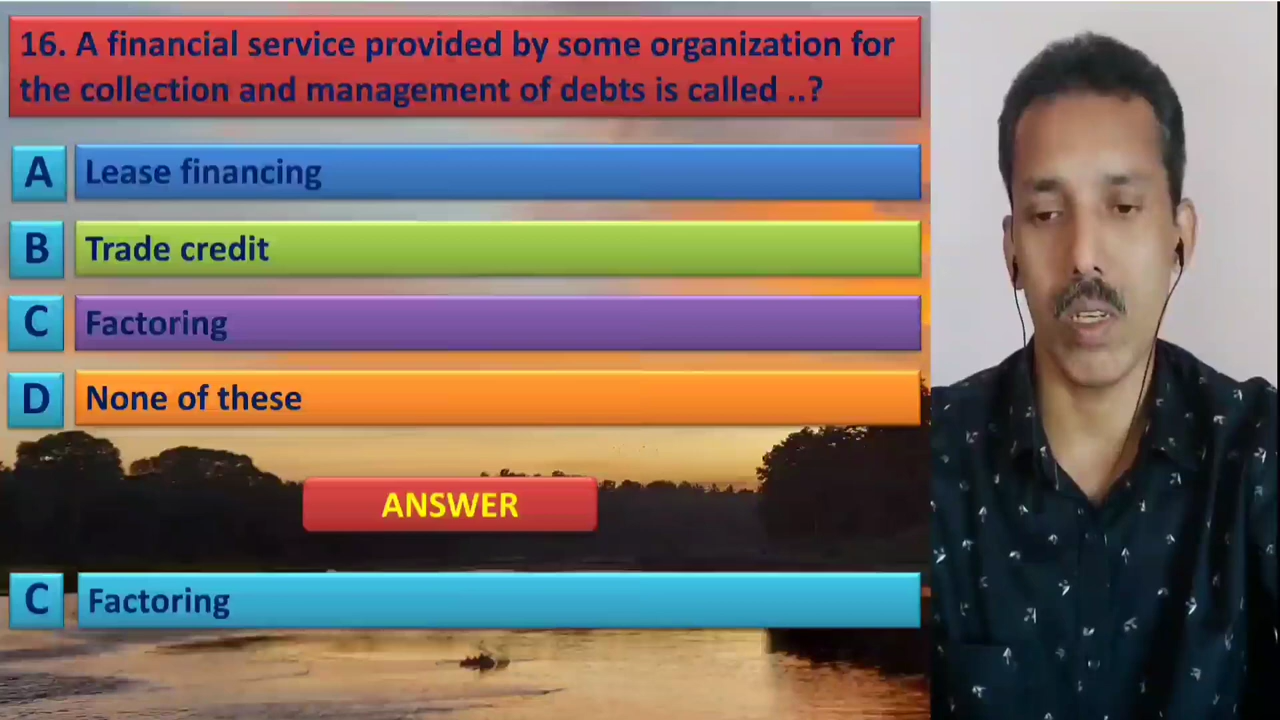 16. A financial service provided by some organization for
the collection and management of debts is called ..?
A Lease financing
B Trade credit
C Factoring
D None of these
ANSWER
C Factoring